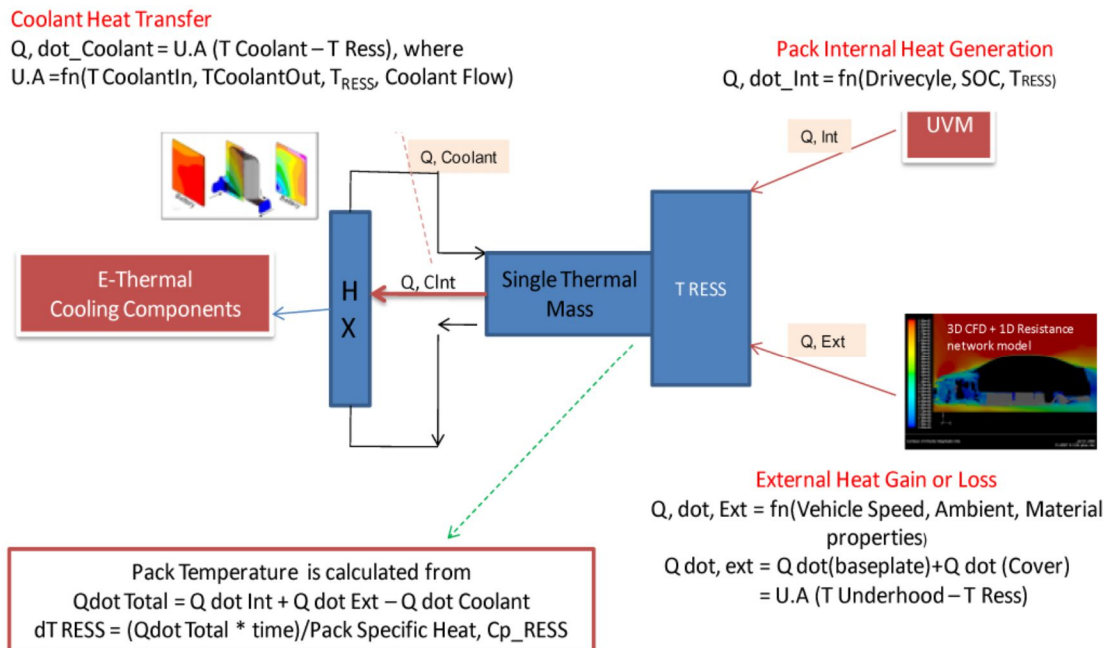 Coolant Heat Transfer
Q, dot_Coolant = U.A (T Coolant – T Ress), where
U.A =fn(T CoolantIn, TCoolantOut, TRESS, Coolant Flow)
Pack Internal Heat Generation
Q, dot_Int = fn(Drivecyle, SOC, TRESS)
UVM
Q, Int
Q, Coolant
Battery
Battery
E-Thermal
Cooling Components
H
X
Q, CInt
Single Thermal
Mass
T RESS
Q, Ext
3D CFD + 1D Resistance
network model
External Heat Gain or Loss
Q, dot, Ext = fn(Vehicle Speed, Ambient, Material
properties)
Q dot, ext = Q dot(baseplate)+Q dot (Cover)
= U.A (T Underhood – T Ress)
Pack Temperature is calculated from
Qdot Total = Q dot Int + Q dot Ext – Q dot Coolant
dT RESS = (Qdot Total * time)/Pack Specific Heat, Cp_RESS